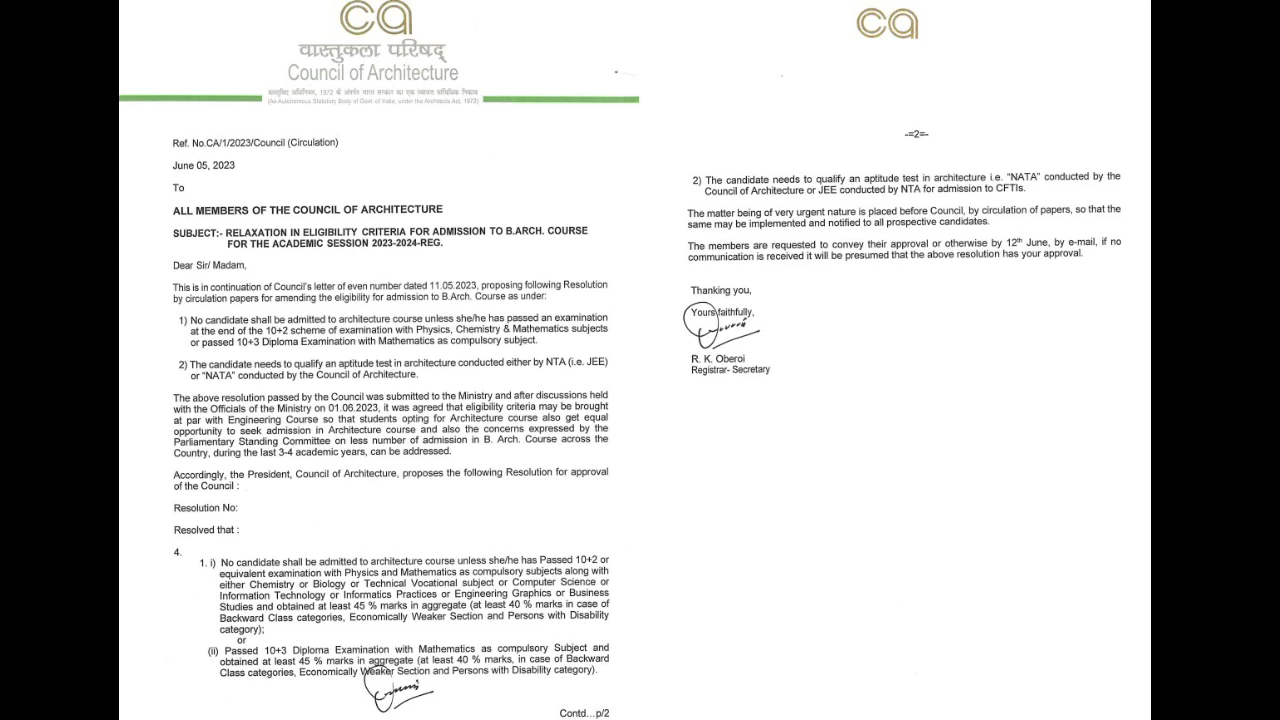 ca
वास्तुकला परिषद्
Council of Architecture
वास्तुविद् अधिनियम, 1972 के अंतर्गत भारत सरकार का एक स्वायत्त सांविधिक निकाय
(An Autonomous Statutory Body of Govt. of India, under the Architects Act, 1972)
Ref. No.CA/1/2023/Council (Circulation)
June 05, 2023
To
ALL MEMBERS OF THE COUNCIL OF ARCHITECTURE
SUBJECT:- RELAXATION IN ELIGIBILITY CRITERIA FOR ADMISSION TO B.ARCH. COURSE
FOR THE ACADEMIC SESSION 2023-2024-REG.
Dear Sir/ Madam,
This is in continuation of Council's letter of even number dated 11.05.2023, proposing following Resolution
by circulation papers for amending the eligibility for admission to B.Arch. Course as under:
1) No candidate shall be admitted to architecture course unless she/he has passed an examination
at the end of the 10+2 scheme of examination with Physics, Chemistry & Mathematics subjects
or passed 10+3 Diploma Examination with Mathematics as compulsory subject.
2) The candidate needs to qualify an aptitude test in architecture conducted either by NTA (i.e. JEE)
or "NATA" conducted by the Council of Architecture.
The above resolution passed by the Council was submitted to the Ministry and after discussions held
with the Officials of the Ministry on 01.06.2023, it was agreed that eligibility criteria may be brought
at par with Engineering Course so that students opting for Architecture course also get equal
opportunity to seek admission in Architecture course and also the concerns expressed by the
Parliamentary Standing Committee on less number of admission in B. Arch. Course across the
Country, during the last 3-4 academic years, can be addressed.
Accordingly, the President, Council of Architecture, proposes the following Resolution for approval
of the Council :
Resolution No:
Resolved that :
4.
1. i) No candidate shall be admitted to architecture course unless she/he has Passed 10+2 or
equivalent examination with Physics and Mathematics as compulsory subjects along with
either Chemistry or Biology or Technical Vocational subject or Computer Science or
Information Technology or Informatics Practices or Engineering Graphics or Business
Studies and obtained at least 45 % marks in aggregate (at least 40 % marks in case of
Backward Class categories, Economically Weaker Section and Persons with Disability
category);
or
(ii) Passed 10+3 Diploma Examination with Mathematics as compulsory Subject and
obtained at least 45 % marks in aggregate (at least 40 % marks, in case of Backward
Class categories, Economically Weaker Section and Persons with Disability category).
Contd...p/2
ca
-=2=-
2) The candidate needs to qualify an aptitude test in architecture i.e. "NATA" conducted by the
Council of Architecture or JEE conducted by NTA for admission to CFTIs.
The matter being of very urgent nature is placed before Council, by circulation of papers, so that the
same may be implemented and notified to all prospective candidates.
The members are requested to convey their approval or otherwise by 12th June, by e-mail, if no
communication is received it will be presumed that the above resolution has your approval.
Thanking you,
Yours faithfully,
R. K. Oberoi
Registrar- Secretary